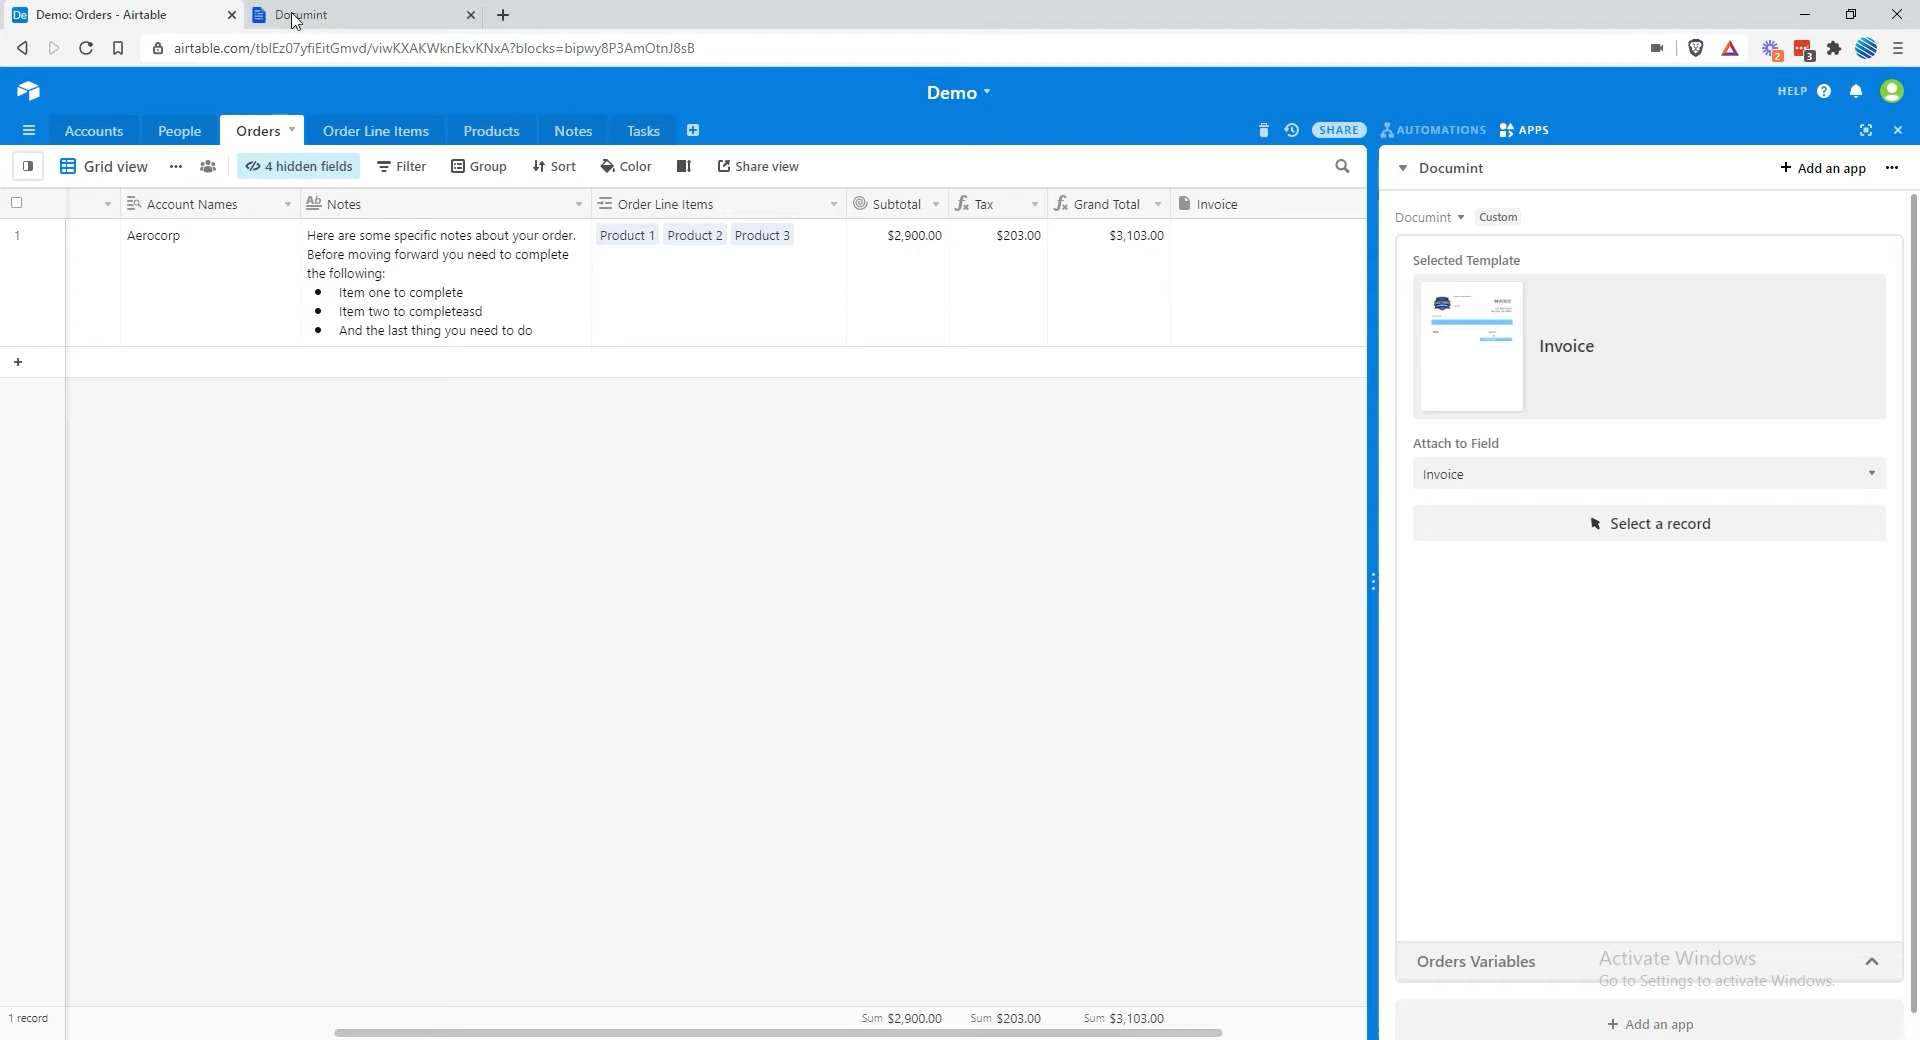 De Demo: Orders - Airtable
Documint
airtable.com/tblEz07yfiEitGmvd/viwKXAKWknEkvKNxA?blocks=bipwy8P3AmOtnJ8sB
2
3
Demo
HELP ?
Accounts
People
Orders
Order Line Items
Products
Notes
Tasks
SHARE
AUTOMATIONS
APPS
Grid view
4 hidden fields
Filter
Group
Sort
Color
Share view
Documint
+ Add an app
Account Names
Notes
Order Line Items
Subtotal
Tax
Grand Total
Invoice
1
Aerocorp
Here are some specific notes about your order.
Before moving forward you need to complete
the following:
• Item one to complete
• Item two to completeasd
• And the last thing you need to do
Product 1 Product 2 Product 3
$2,900.00
$203.00
$3,103.00
+
1 record
Sum $2,900.00
Sum $203.00
Sum $3,103.00
Documint
Custom
Selected Template
INVOICE
Invoice
Attach to Field
Invoice
Select a record
Orders Variables
Activate Windows
Go to Settings to activate Windows.
+ Add an app